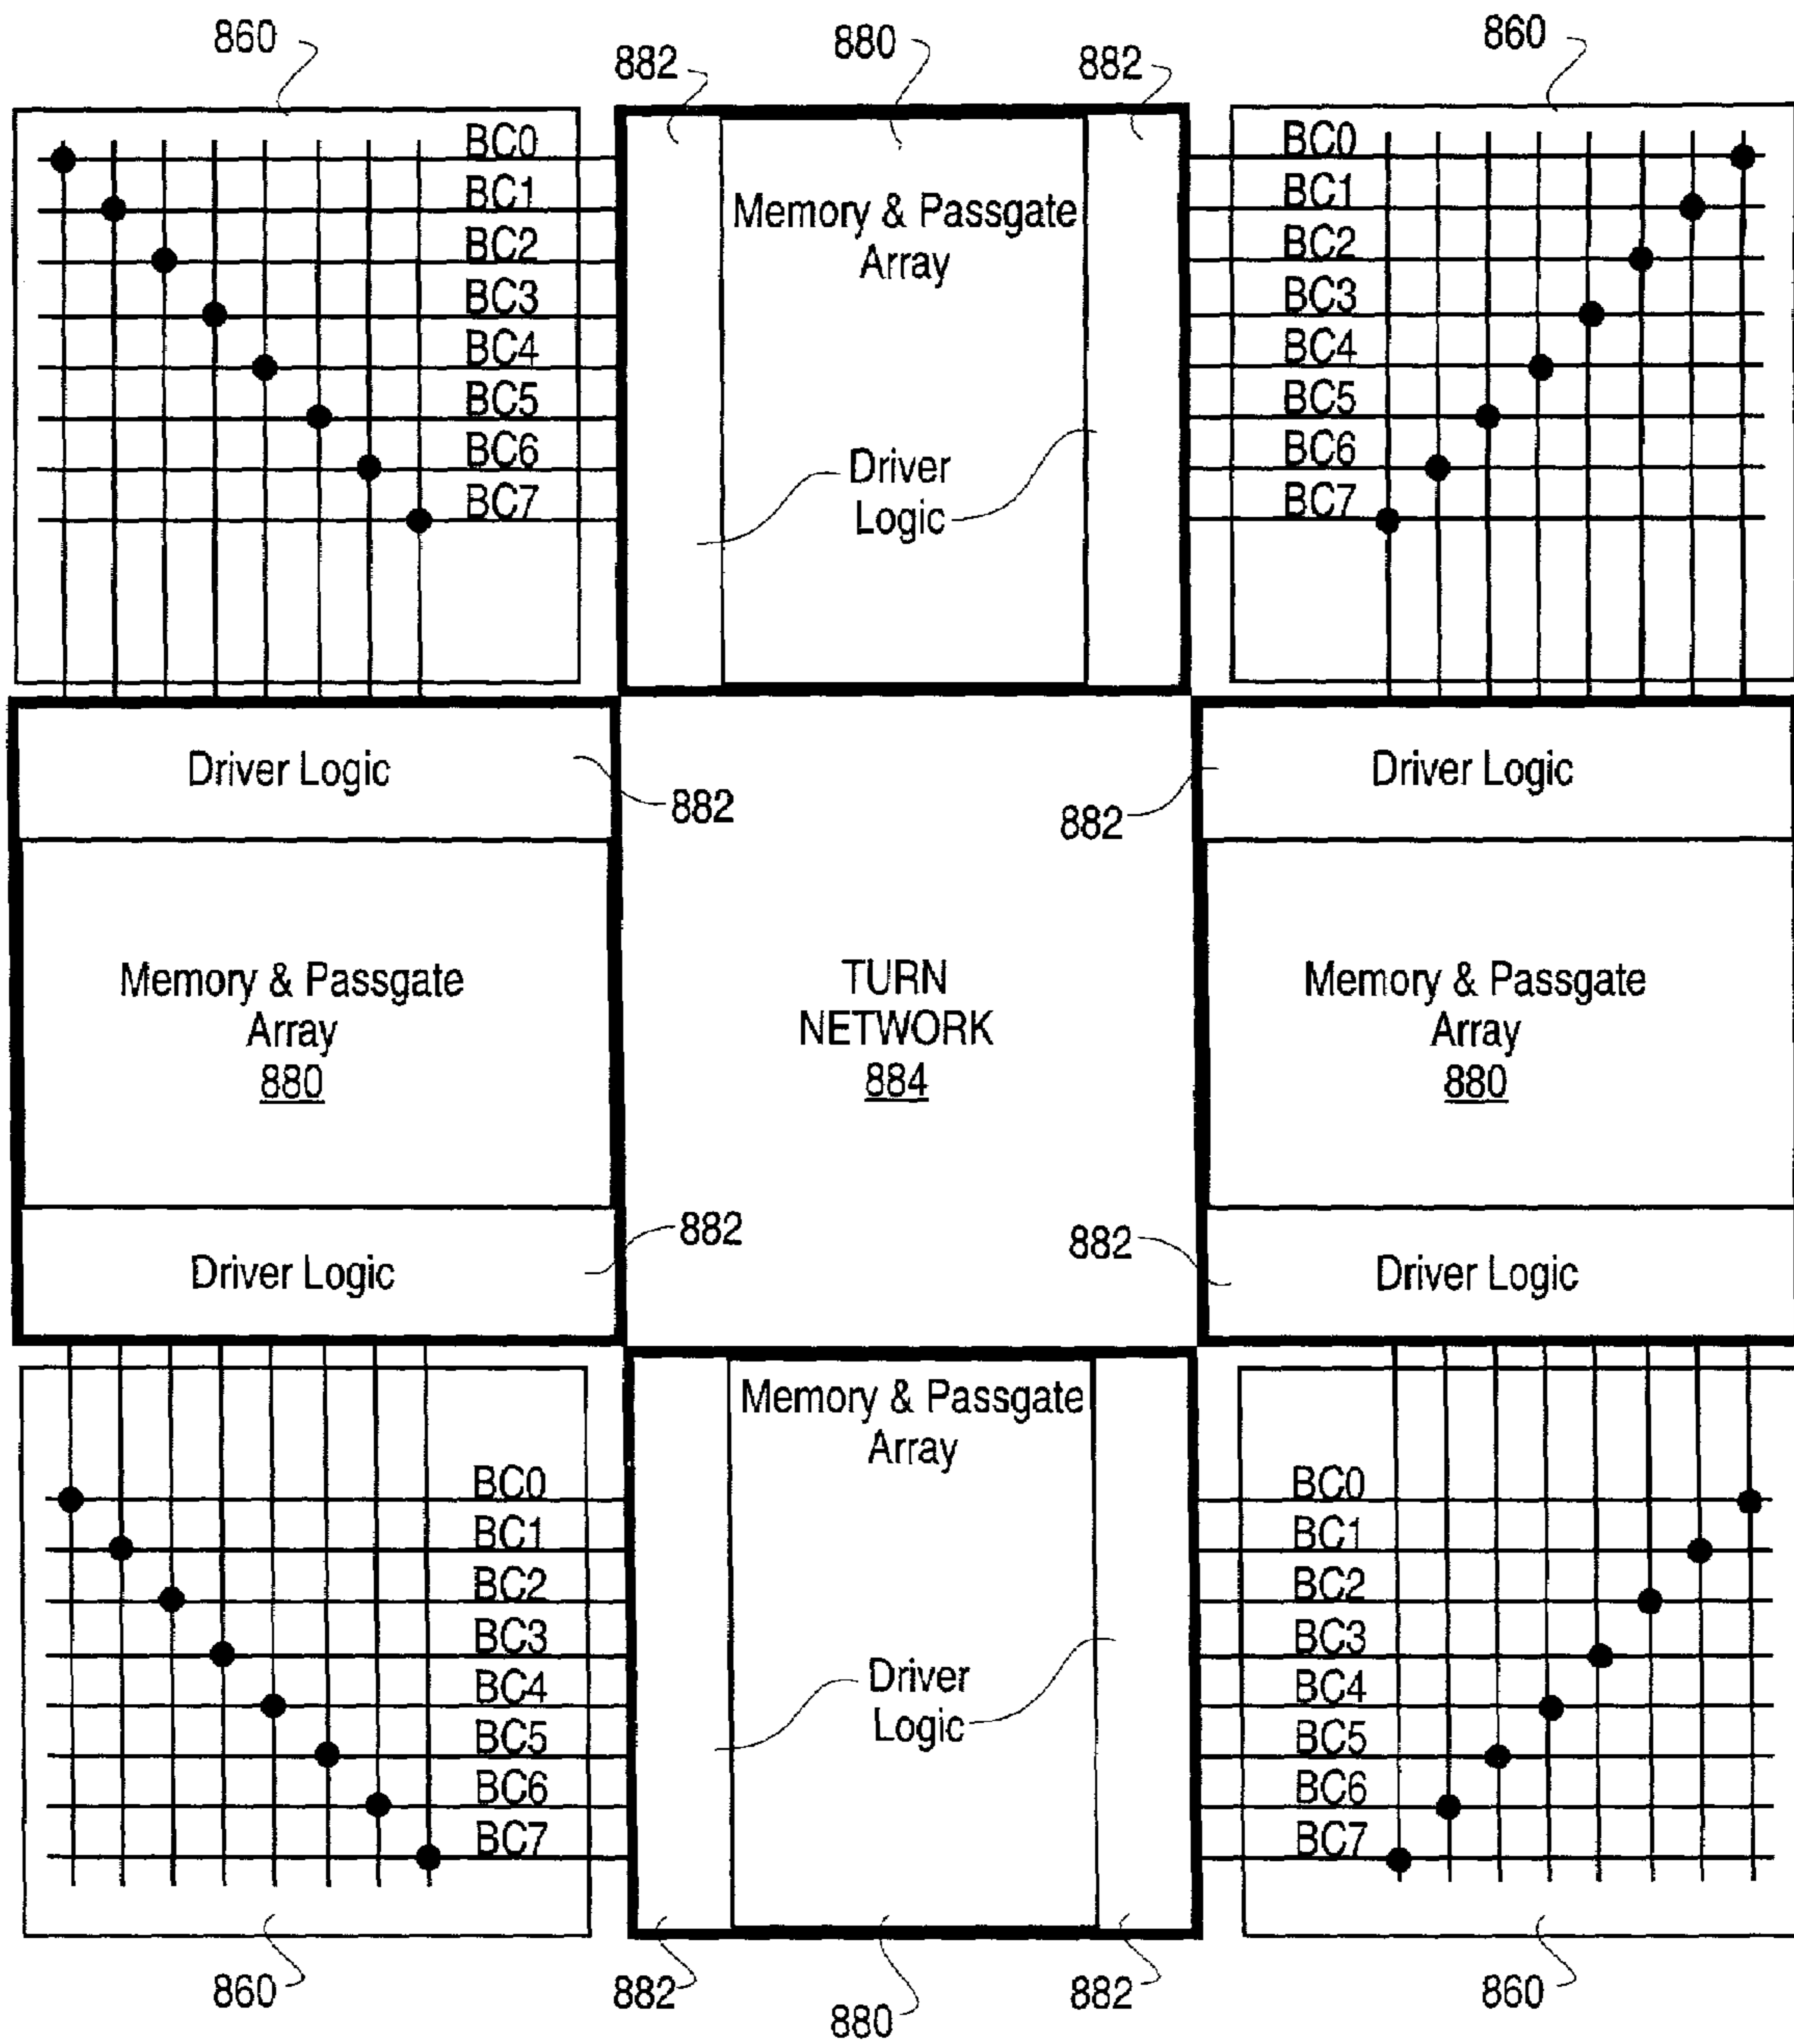 860
882
880
882
860
BC0
BC1
BC2
BC3
BC4
BC5
BC6
BC7
Memory & Passgate
Array
Driver
Logic
BC0
BC1
BC2
BC3
BC4
BC5
BC6
BC7
Driver Logic
882
882
Driver Logic
Memory & Passgate
Array
880
TURN
NETWORK
884
Memory & Passgate
Array
880
Driver Logic
882
882
Driver Logic
BC0
BC1
BC2
BC3
BC4
BC5
BC6
BC7
Memory & Passgate
Array
Driver
Logic
BC0
BC1
BC2
BC3
BC4
BC5
BC6
BC7
860
882
880
882
860